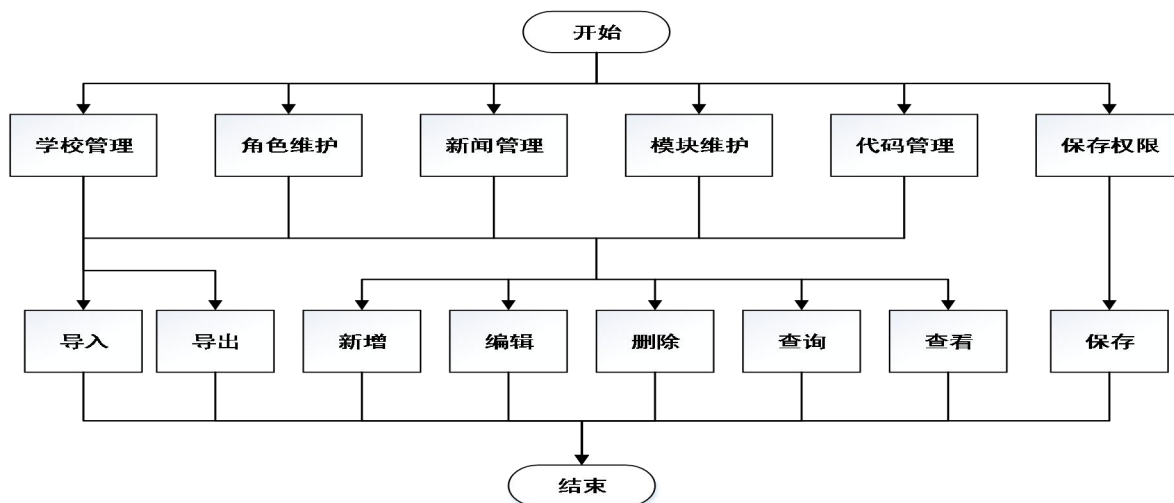 开始
学校管理
角色维护
新闻管理
模块维护
代码管理
保存权限
导入
导出
新增
编辑
删除
查询
查看
保存
结束